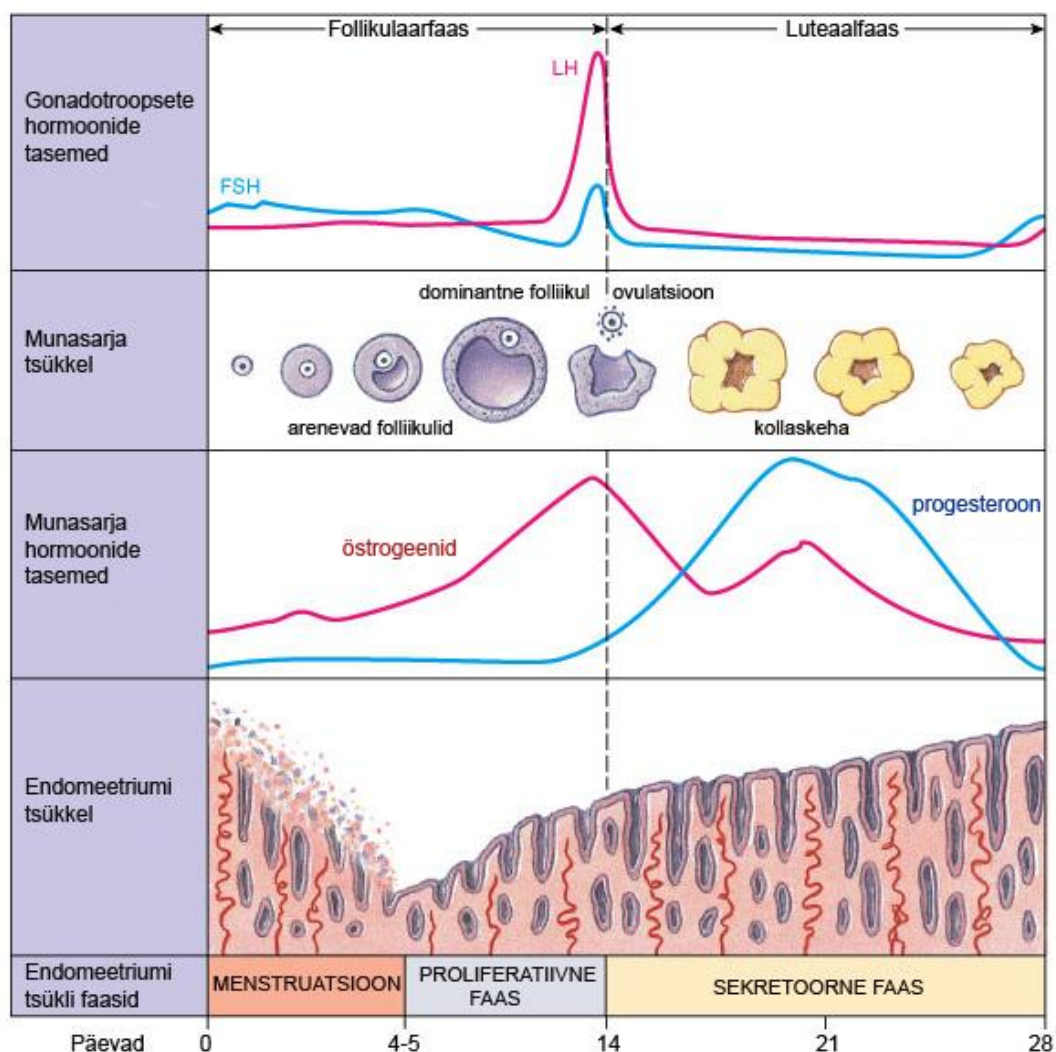 Follikulaarfaas
Luteaalfaas
Gonadotroopsete
hormoonide
tasemed
LH
FSH
Munasarja
tsükkel
dominantne folliikul
ovulatsioon
arenevad folliikulid
kollaskeha
Munasarja
hormoonide
tasemed
östrogeenid
progesteroon
Endomeetriumi
tsükkel
Endomeetriumi
tsükli faasid
MENSTRUATSIOON
PROLIFERATIIVNE
FAAS
SEKRETOORNE FAAS
Päevad 0 4-5 14 21 28